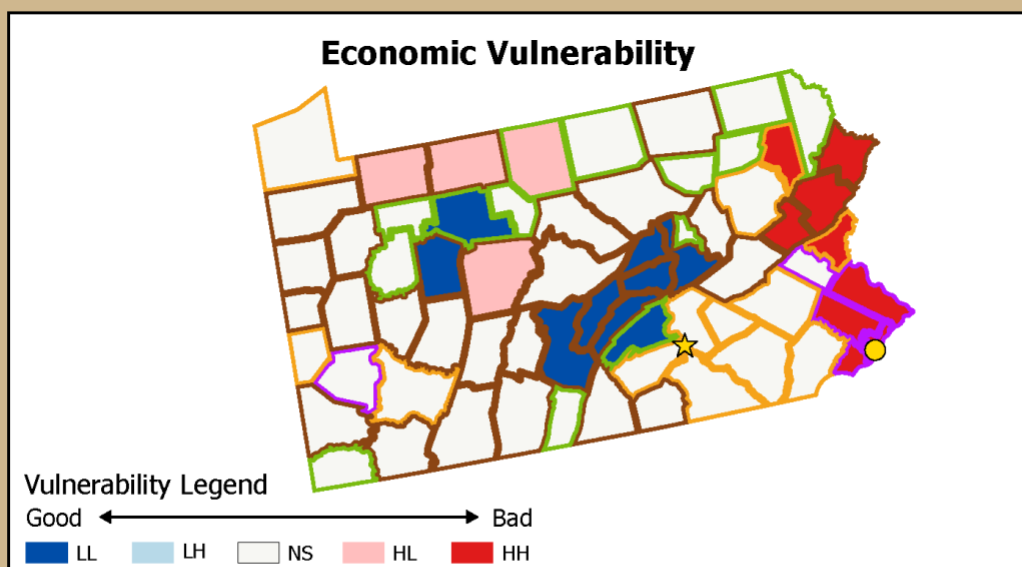 Economic Vulnerability
Vulnerability Legend
Good Bad
LL LH NS HL HH